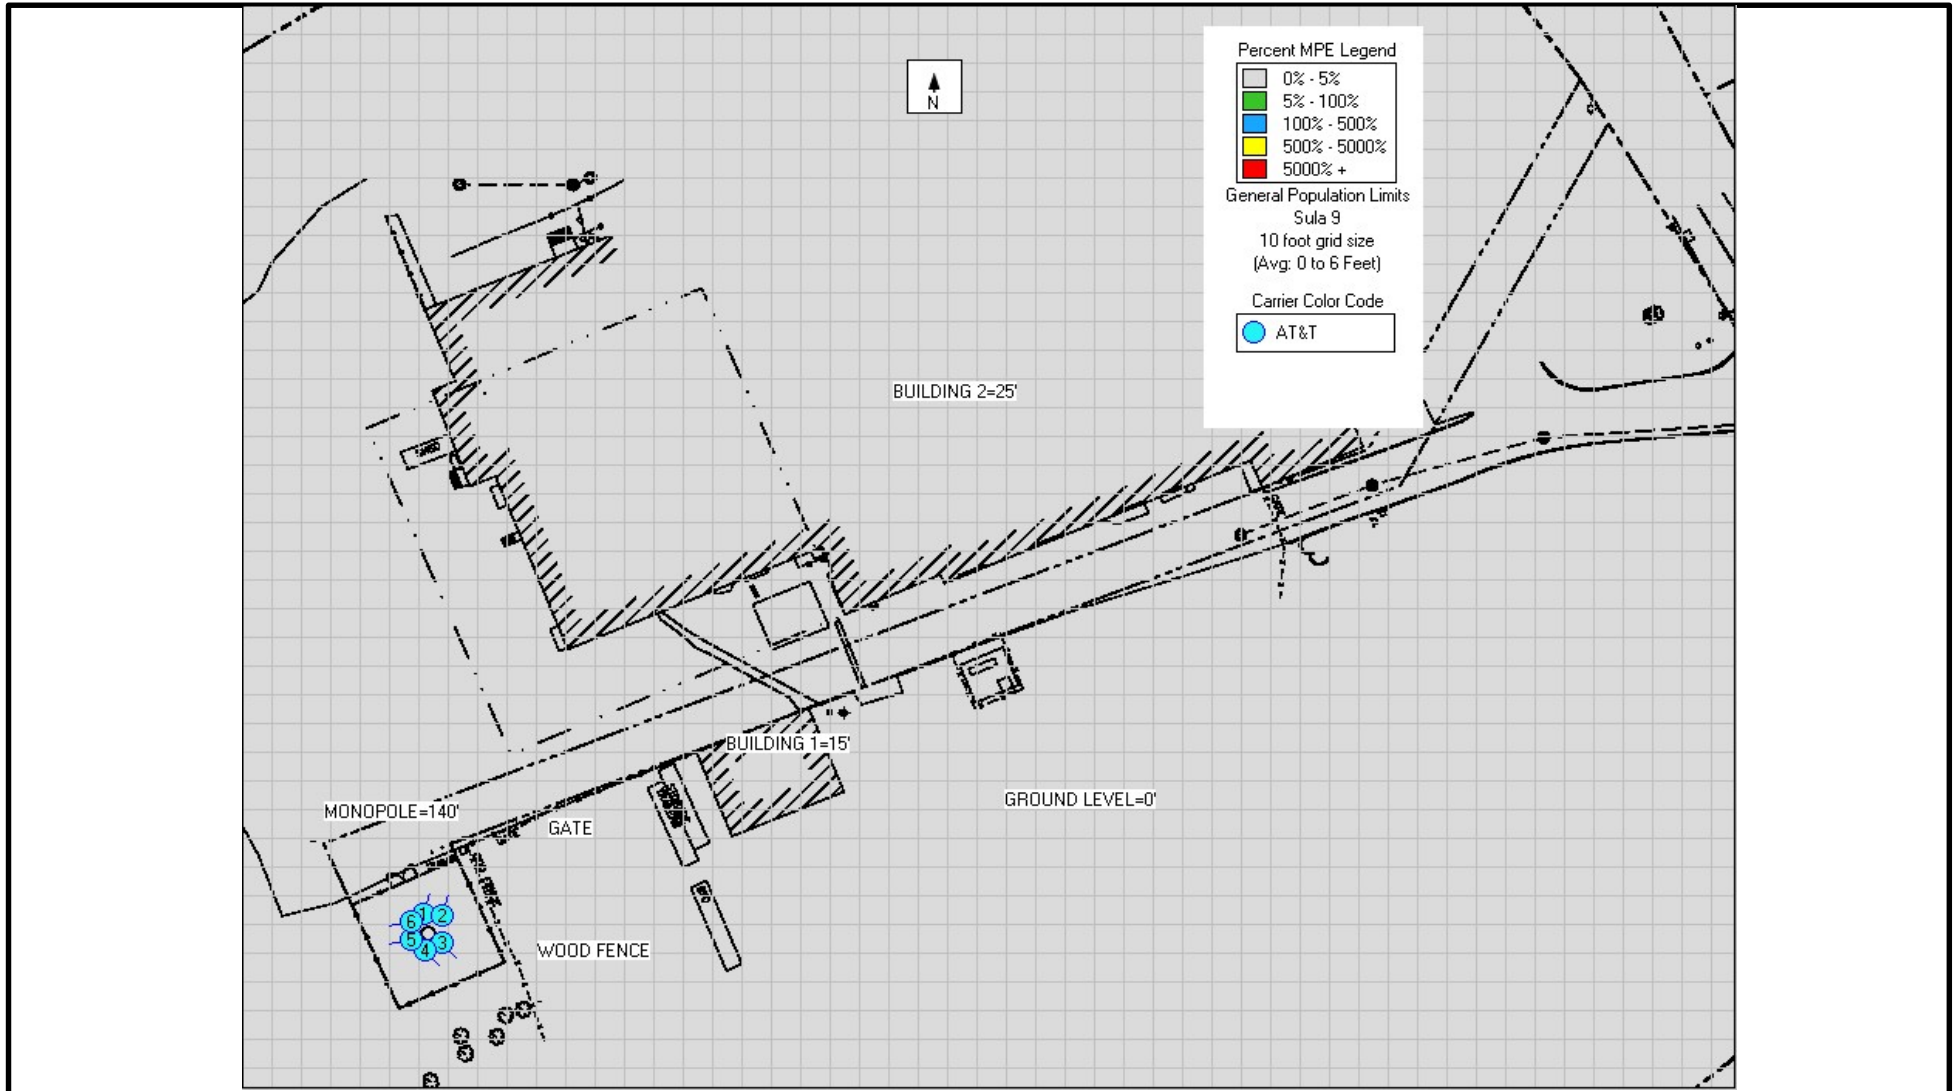 N
Percent MPE Legend
0% - 5%
5% - 100%
100% - 500%
500% - 5000%
5000% +
General Population Limits
Sula 9
10 foot grid size
(Avg: 0 to 6 Feet)
Carrier Color Code
AT&T
BUILDING 2=25'
BUILDING 1=15'
GROUND LEVEL=0'
MONOPOLE=140'
GATE
1 2
6
5 3
4
WOOD FENCE